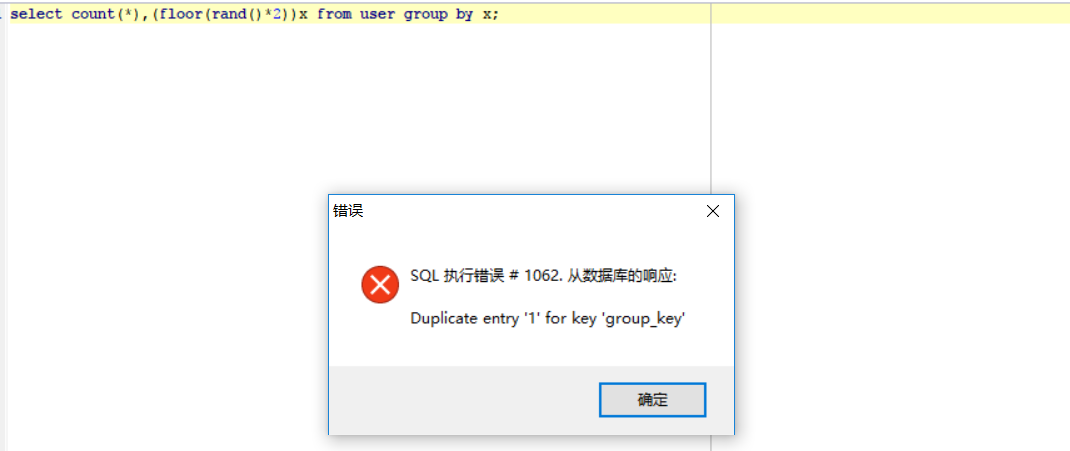 select count(*),(floor(rand()*2))x from user group by x;
错误
SQL 执行错误 # 1062. 从数据库的响应:
Duplicate entry '1' for key 'group_key'
确定